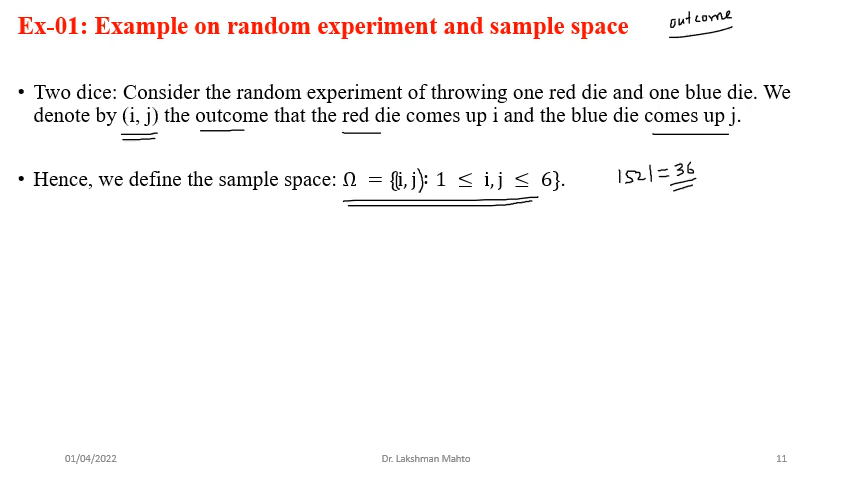 Ex-01: Example on random experiment and sample space
outcome
• Two dice: Consider the random experiment of throwing one red die and one blue die. We
denote by (i, j) the outcome that the red die comes up i and the blue die comes up j.
• Hence, we define the sample space: Ω = {(i, j): 1 ≤ i, j ≤ 6}.
|Ω| = 36
01/04/2022
Dr. Lakshman Mahto
11